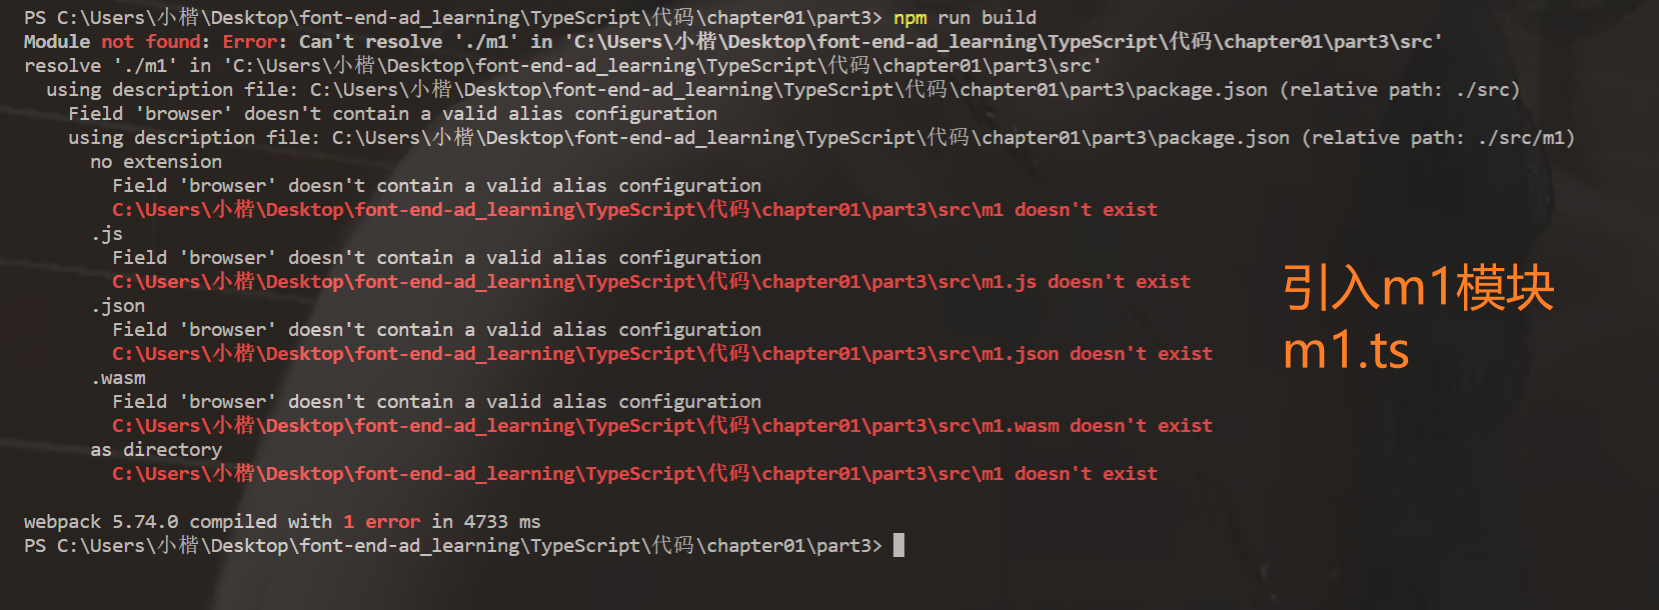 PS C:\Users\小楷\Desktop\font-end-ad_learning\TypeScript\代码\chapter01\part3> npm run build
Module not found: Error: Can't resolve './m1' in 'C:\Users\小楷\Desktop\font-end-ad_learning\TypeScript\代码\chapter01\part3\src'
resolve './m1' in 'C:\Users\小楷\Desktop\font-end-ad_learning\TypeScript\代码\chapter01\part3\src'
using description file: C:\Users\小楷\Desktop\font-end-ad_learning\TypeScript\代码\chapter01\part3\package.json (relative path: ./src)
Field 'browser' doesn't contain a valid alias configuration
using description file: C:\Users\小楷\Desktop\font-end-ad_learning\TypeScript\代码\chapter01\part3\package.json (relative path: ./src/m1)
no extension
Field 'browser' doesn't contain a valid alias configuration
C:\Users\小楷\Desktop\font-end-ad_learning\TypeScript\代码\chapter01\part3\src\m1 doesn't exist
.js
Field 'browser' doesn't contain a valid alias configuration
C:\Users\小楷\Desktop\font-end-ad_learning\TypeScript\代码\chapter01\part3\src\m1.js doesn't exist
.json
Field 'browser' doesn't contain a valid alias configuration
C:\Users\小楷\Desktop\font-end-ad_learning\TypeScript\代码\chapter01\part3\src\m1.json doesn't exist
.wasm
Field 'browser' doesn't contain a valid alias configuration
C:\Users\小楷\Desktop\font-end-ad_learning\TypeScript\代码\chapter01\part3\src\m1.wasm doesn't exist
as directory
C:\Users\小楷\Desktop\font-end-ad_learning\TypeScript\代码\chapter01\part3\src\m1 doesn't exist
webpack 5.74.0 compiled with 1 error in 4733 ms
PS C:\Users\小楷\Desktop\font-end-ad_learning\TypeScript\代码\chapter01\part3>
引入m1模块
m1.ts